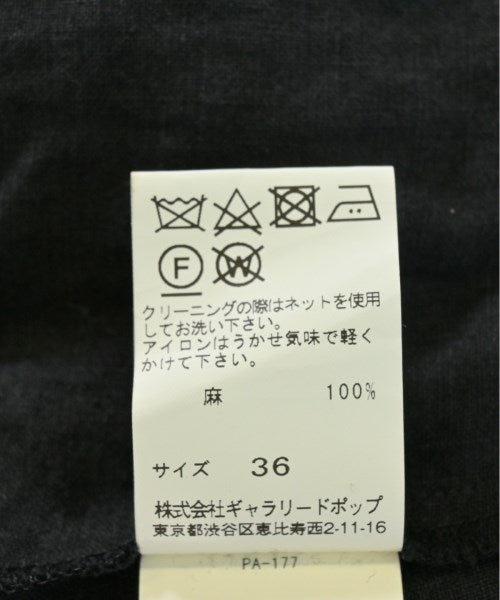 F W
クリーニングの際はネットを使用
してお洗い下さい。
アイロンはうかせ気味で軽く
かけて下さい。
麻 100%
サイズ 36
株式会社ギャラリードポップ
東京都渋谷区恵比寿西2-11-16
PA-177